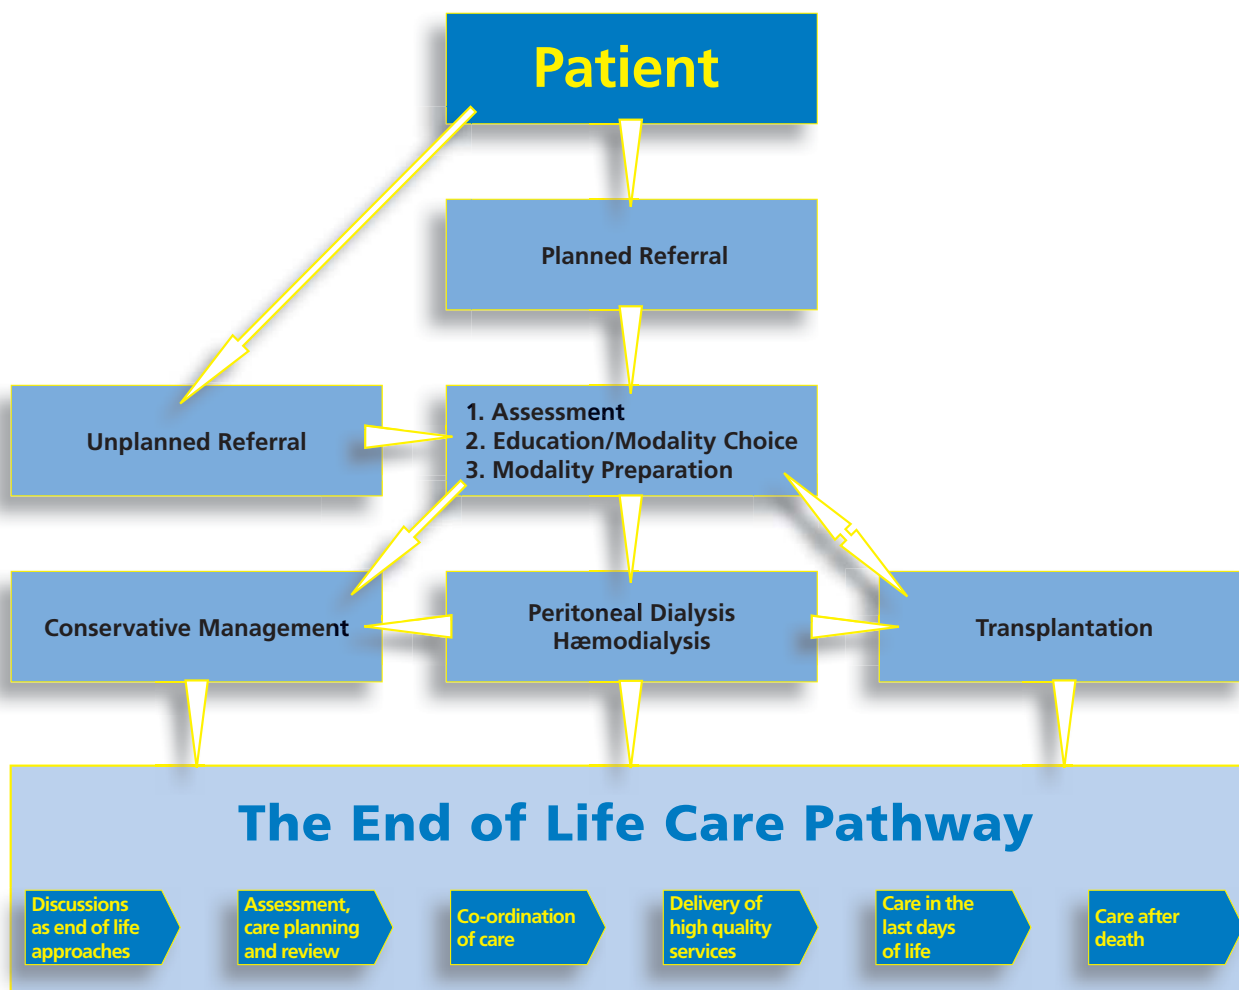 Patient
Planned Referral
Unplanned Referral
1. Assessment
2. Education/Modality Choice
3. Modality Preparation
Conservative Management
Peritoneal Dialysis
Hæmodialysis
Transplantation
The End of Life Care Pathway
Discussions
as end of life
approaches
Assessment,
care planning
and review
Co-ordination
of care
Delivery of
high quality
services
Care in the
last days
of life
Care after
death